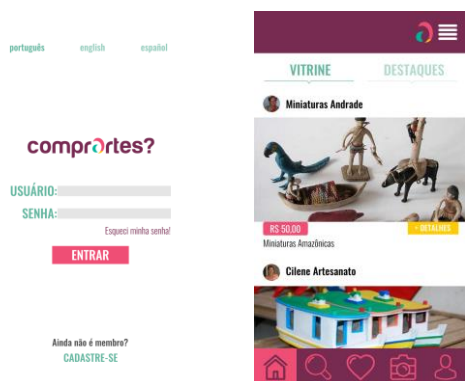 português english español
comprartes?
USUÁRIO:
SENHA:
Esqueci minha senha!
ENTRAR
Ainda não é membro?
CADASTRE-SE
VITRINE DESTAQUES
Miniaturas Andrade
R$ 50,00 + DETALHES
Miniaturas Amazônicas
Cilene Artesanato